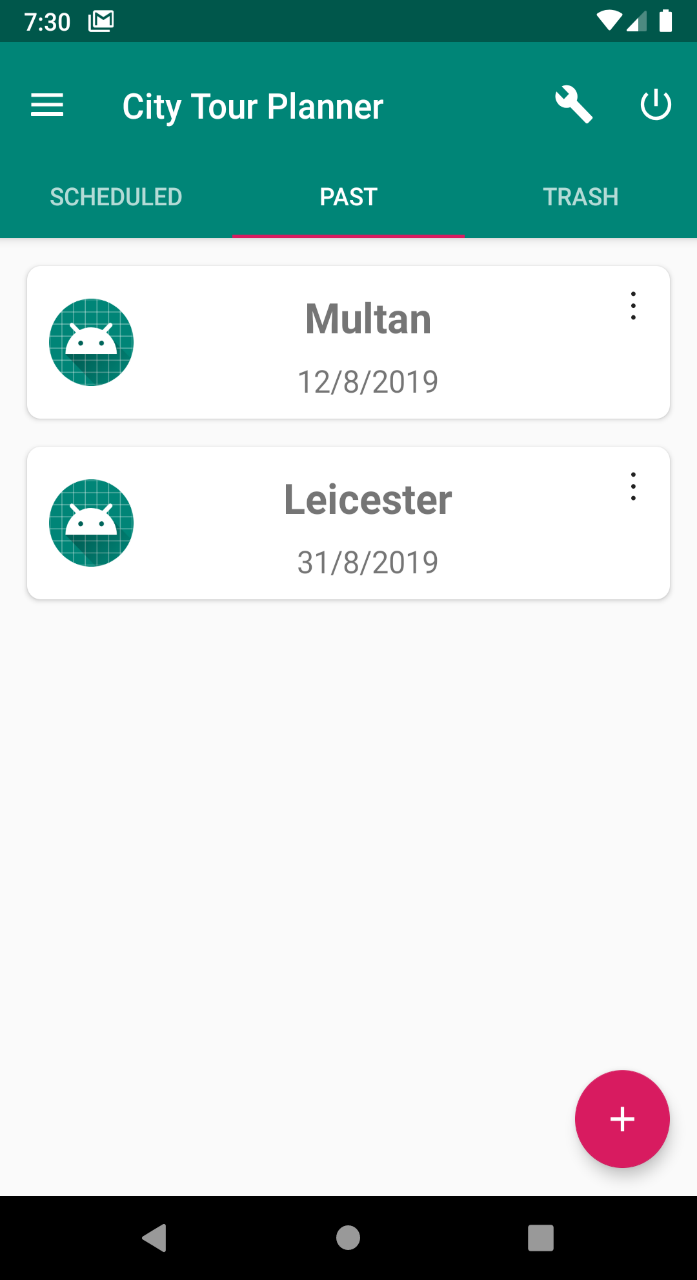 7:30
City Tour Planner
SCHEDULED
PAST
TRASH
Multan
12/8/2019
Leicester
31/8/2019